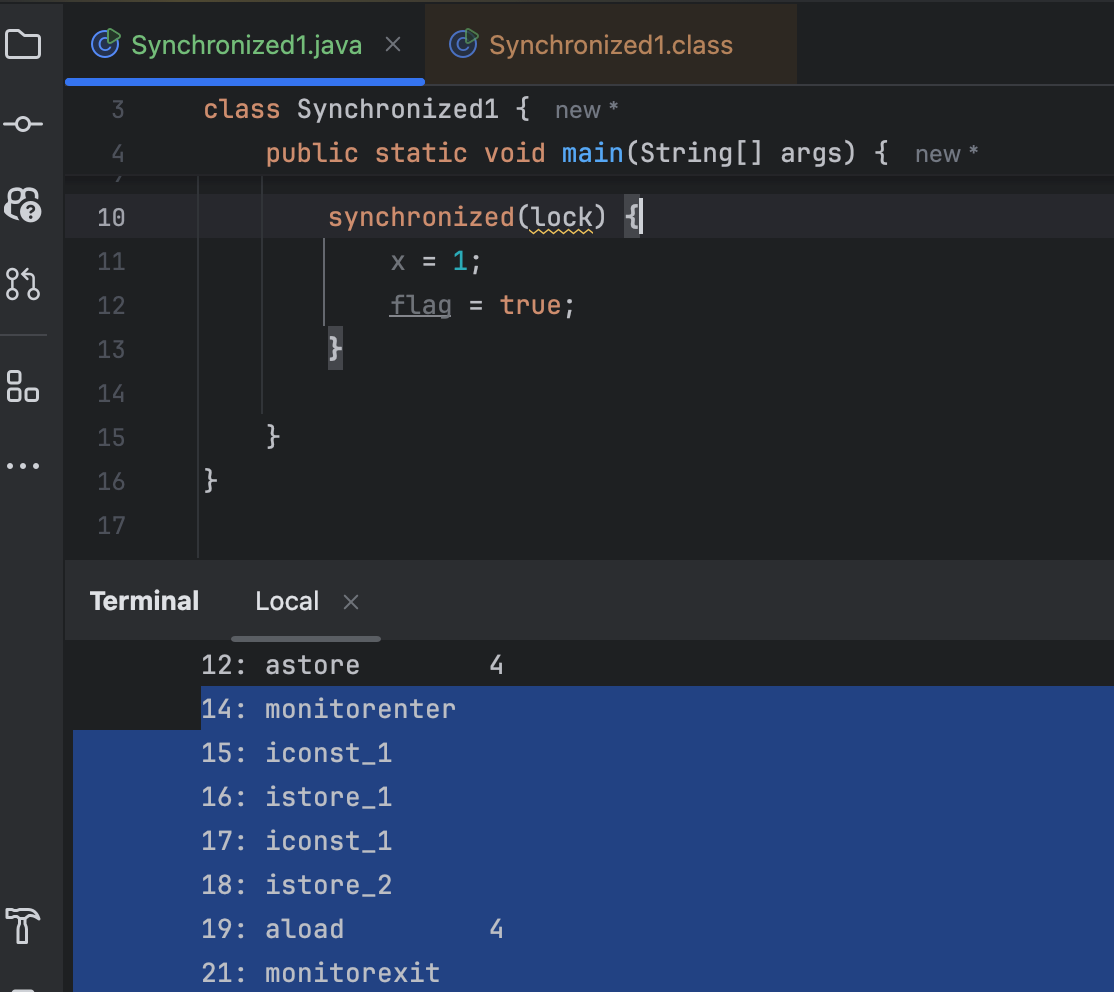 Synchronized1.java Synchronized1.class
3 class Synchronized1 { new *
4 public static void main(String[] args) { new *
10 synchronized(lock) {
11 x = 1;
12 flag = true;
13 }
14
15 }
16 }
17
Terminal Local
12: astore 4
14: monitorenter
15: iconst_1
16: istore_1
17: iconst_1
18: istore_2
19: aload 4
21: monitorexit